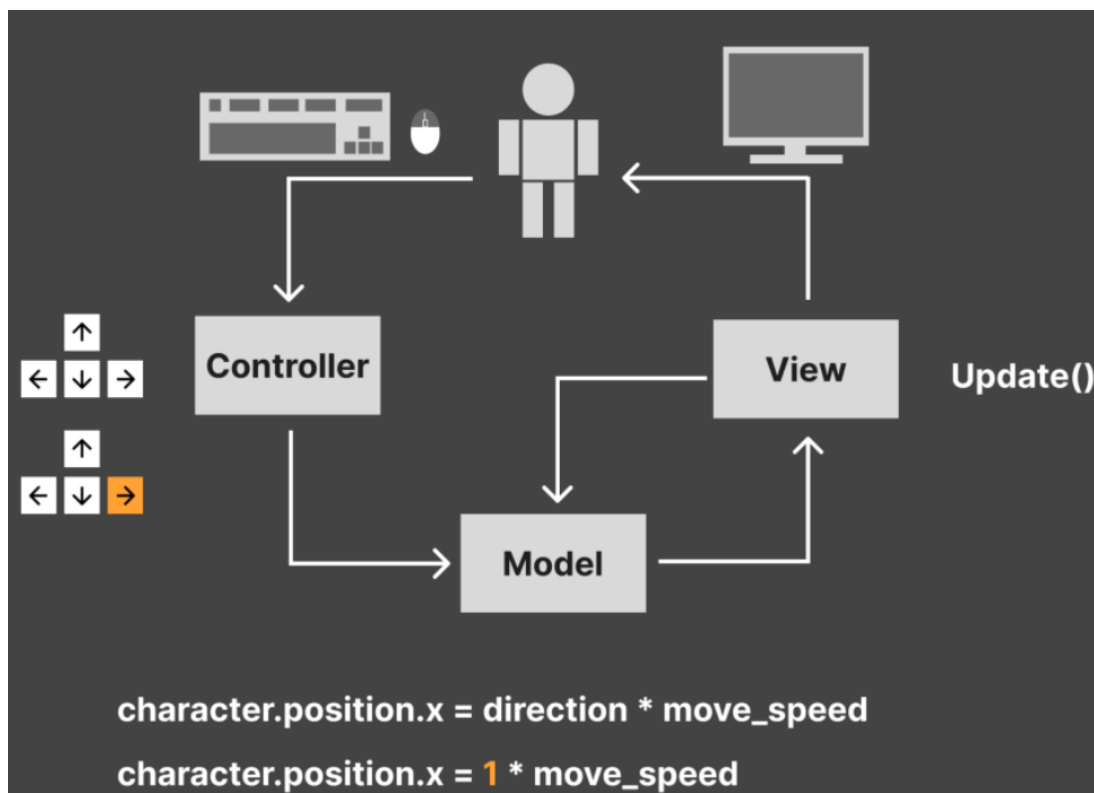 Controller
View
Update()
Model
character.position.x = direction * move_speed
character.position.x = 1 * move_speed